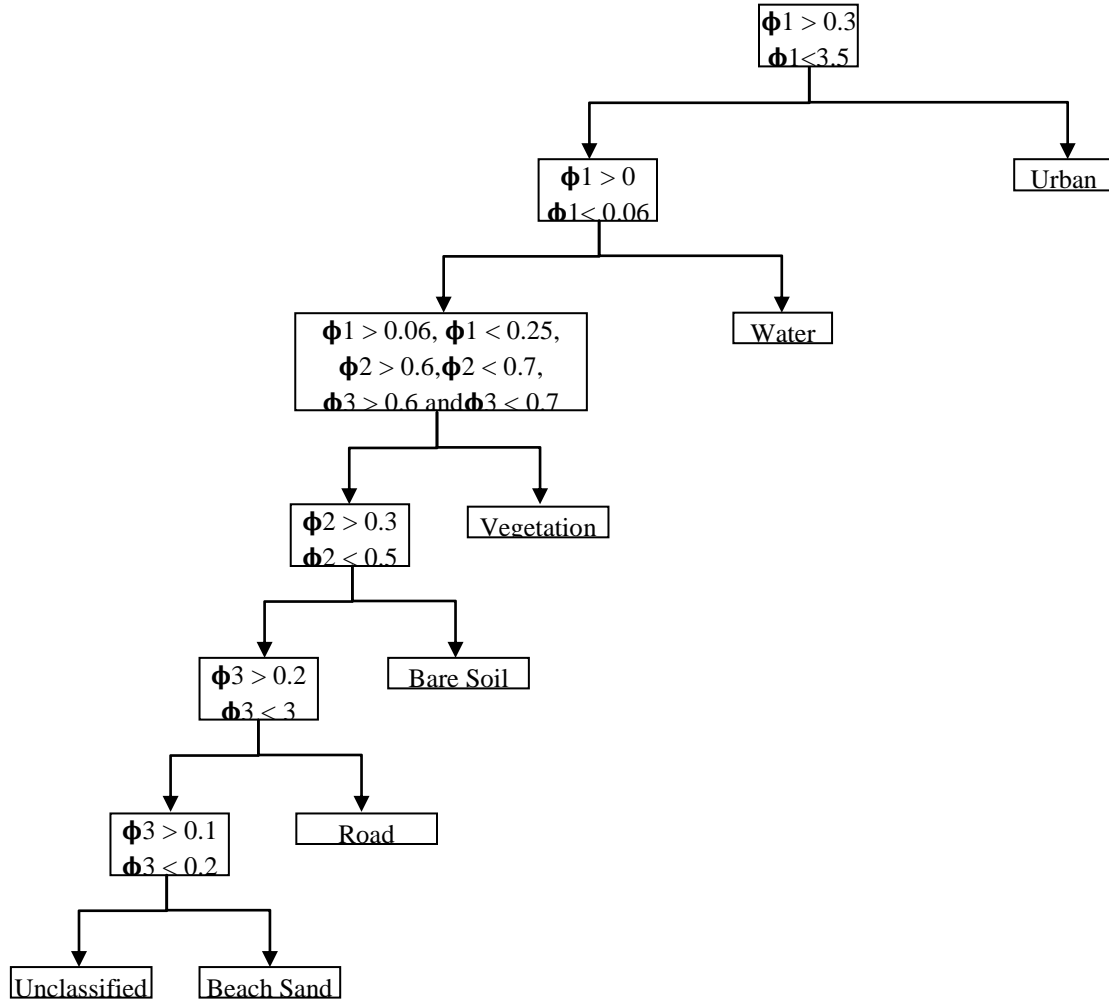 ϕ1 > 0.3
ϕ1<3.5
ϕ1 > 0
ϕ1< 0.06
Urban
ϕ1 > 0.06, ϕ1 < 0.25,
ϕ2 > 0.6,ϕ2 < 0.7,
ϕ3 > 0.6 andϕ3 < 0.7
Water
ϕ2 > 0.3
ϕ2 < 0.5
Vegetation
ϕ3 > 0.2
ϕ3 < 3
Bare Soil
ϕ3 > 0.1
ϕ3 < 0.2
Road
Unclassified
Beach Sand